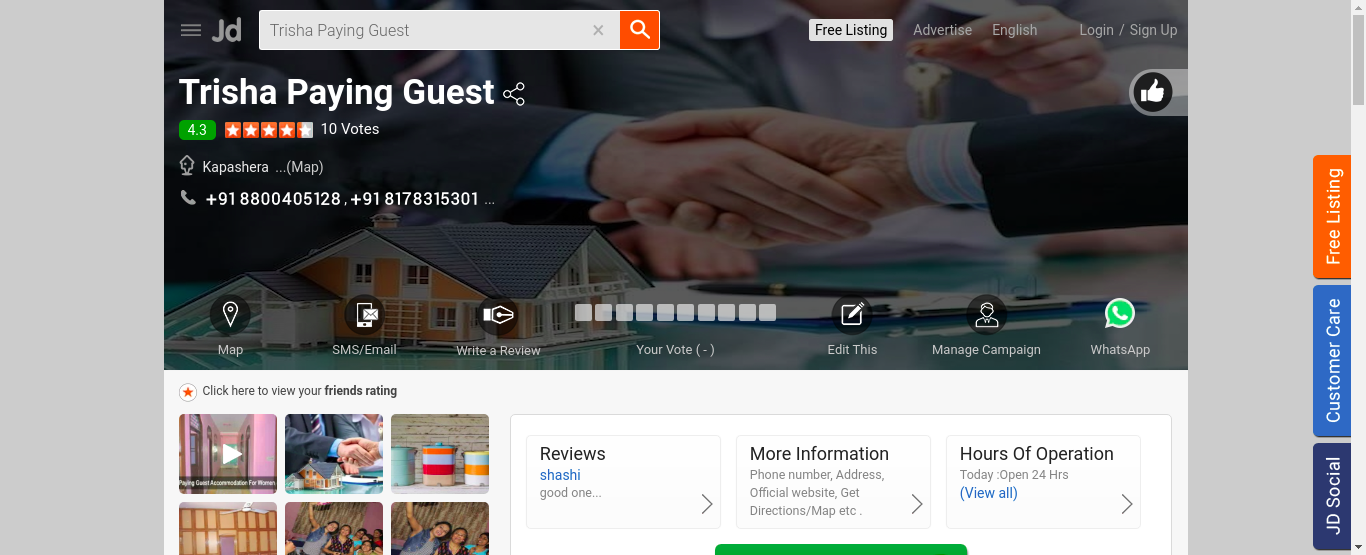 Jd
Trisha Paying Guest
Free Listing
Advertise
English
Login / Sign Up
Trisha Paying Guest
4.3
10 Votes
Kapashera ...(Map)
+91 8800405128 , +91 8178315301 ...
Map
SMS/Email
Write a Review
Your Vote ( - )
Edit This
Manage Campaign
WhatsApp
Click here to view your friends rating
Paying Guest Accommodation For Women
Reviews
shashi
good one...
More Information
Phone number, Address,
Official website, Get
Directions/Map etc .
Hours Of Operation
Today :Open 24 Hrs
(View all)
Free Listing
Customer Care
JD Social